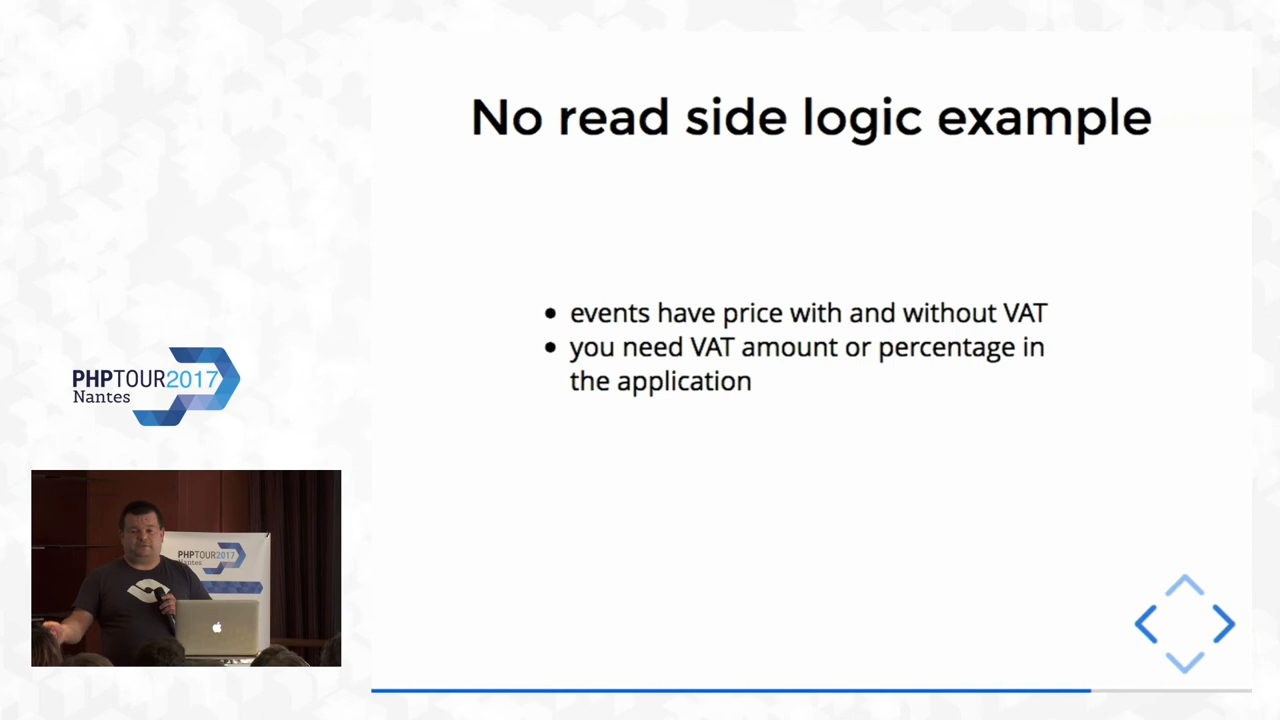 No read side logic example
events have price with and without VAT
you need VAT amount or percentage in
the application
PHPTOUR2017
Nantes
PHPTOUR2017
Nantes